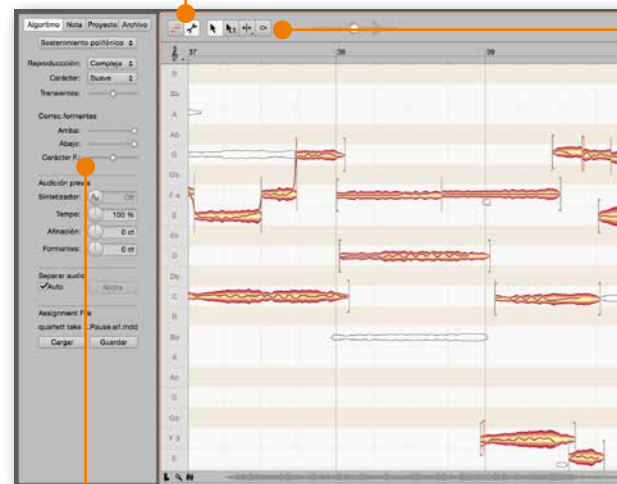 Algoritmo Nota Proyecto Archivo
Sostenimiento polifónico
Reproducción: Compleja
Carácter: Suave
Transientes:
Correc.formantes
Arriba:
Abajo:
Carácter F.:
Audición previa
Sintetizador: Off
Tempo: 100 %
Afinación: 0 ct
Formantes: 0 ct
Separar audio
Auto Ahora
Assignment File
quartett take ...Pause.aif.mdd
Cargar Guardar
37 38 39
B
Bb
A
Ab
G
Gb
F 4
E
Eb
D
Db
C
B
Bb
A
Ab
G
Gb
F 3
E